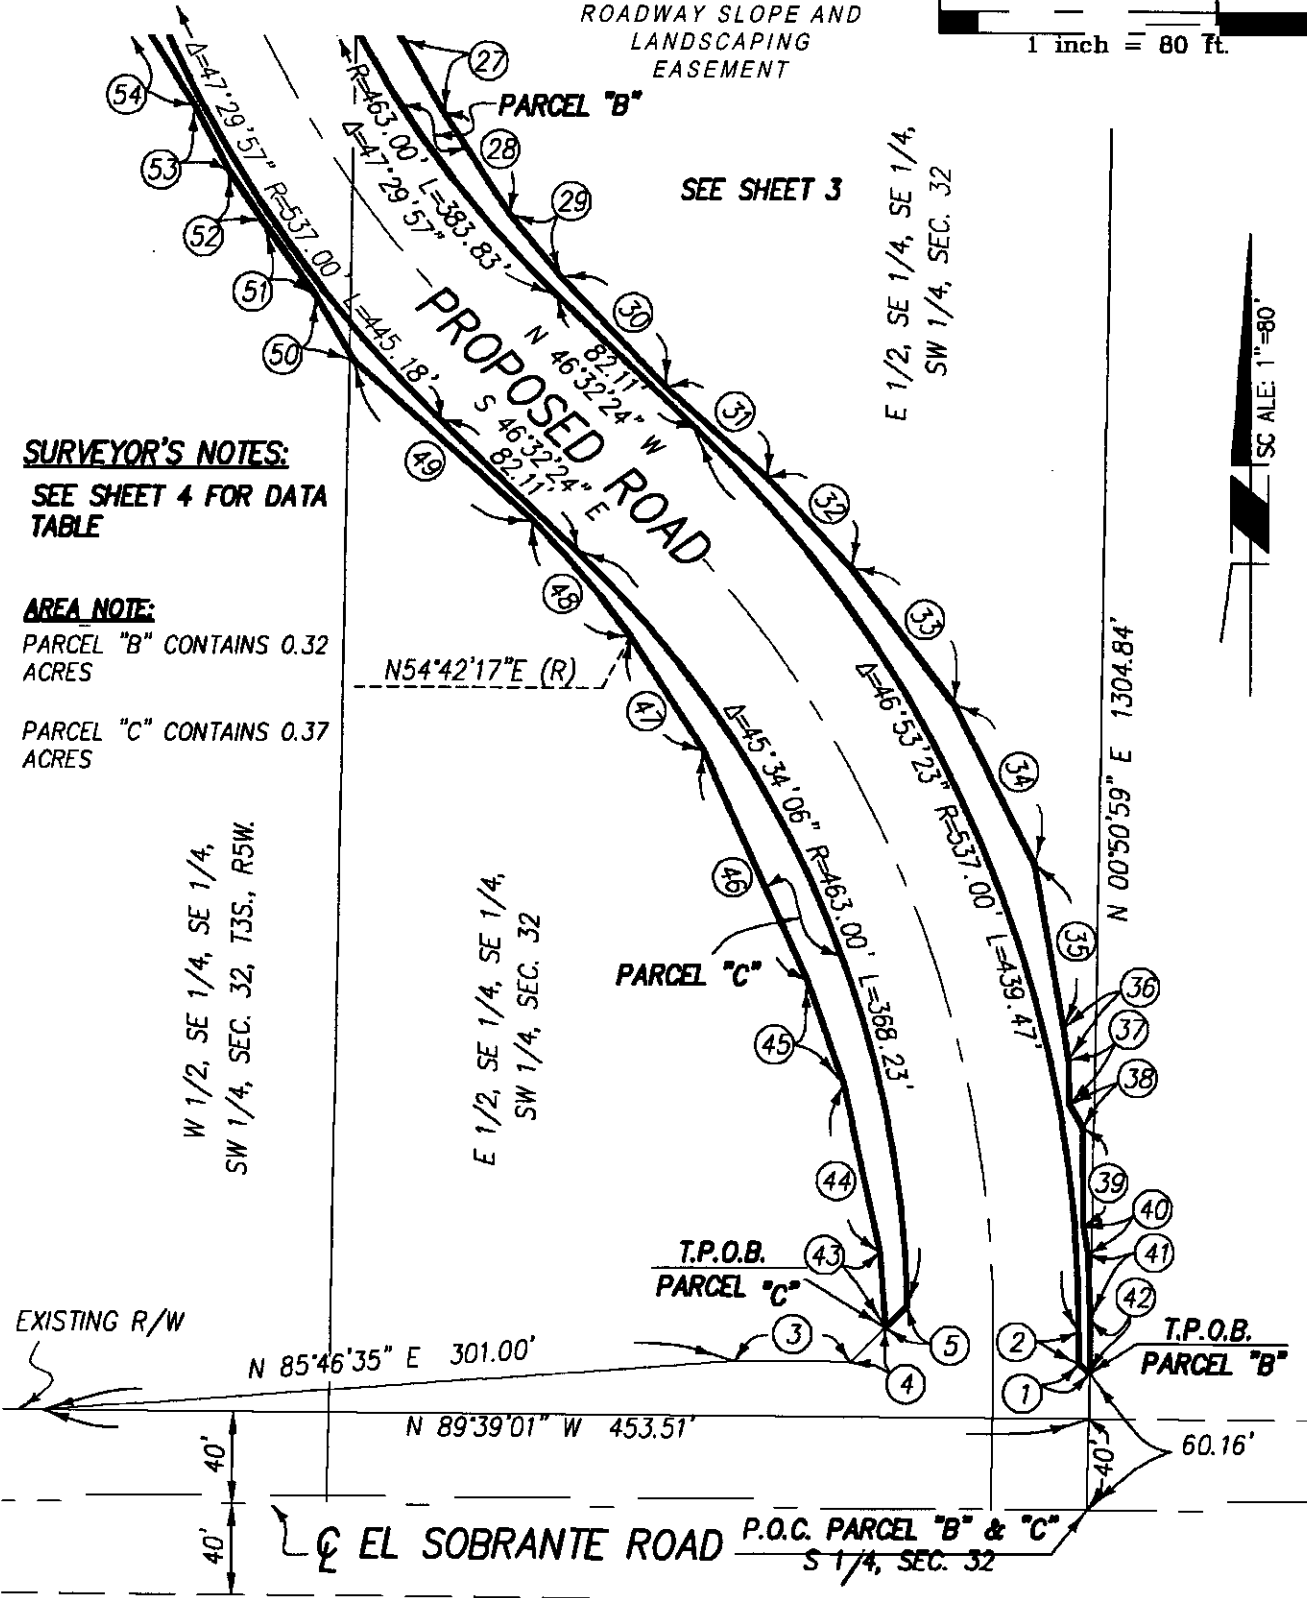 ROADWAY SLOPE AND
LANDSCAPING
EASEMENT
1 inch = 80 ft.
54
53
52
51
50
Δ=47°29'57" R=537.00' L=445.18'
R=463.00' L=383.83'
Δ=47°29'57"
27
PARCEL "B"
28
29
SEE SHEET 3
E 1/2, SE 1/4, SE 1/4,
SW 1/4, SEC. 32
30
N 46°32'24" W
82.11'
PROPOSED ROAD
S 46°32'24" E
82.11'
31
32
33
34
35
36
37
38
39
40
41
42
SCALE: 1"=80'
SURVEYOR'S NOTES:
SEE SHEET 4 FOR DATA
TABLE
AREA NOTE:
PARCEL "B" CONTAINS 0.32
ACRES
PARCEL "C" CONTAINS 0.37
ACRES
49
48
N54°42'17"E (R)
47
46
45
44
43
Δ=45°34'06" R=463.00' L=368.23'
Δ=46°53'23" R=537.00' L=439.47'
N 00°50'59" E 1304.84'
W 1/2, SE 1/4, SE 1/4,
SW 1/4, SEC. 32, T3S., R5W.
E 1/2, SE 1/4, SE 1/4,
SW 1/4, SEC. 32
PARCEL "C"
T.P.O.B.
PARCEL "C"
EXISTING R/W
N 85°46'35" E 301.00'
3
4
5
2
1
T.P.O.B.
PARCEL "B"
N 89°39'01" W 453.51'
40'
40'
40'
60.16'
℄ EL SOBRANTE ROAD
P.O.C. PARCEL "B" & "C"
S 1/4, SEC. 32